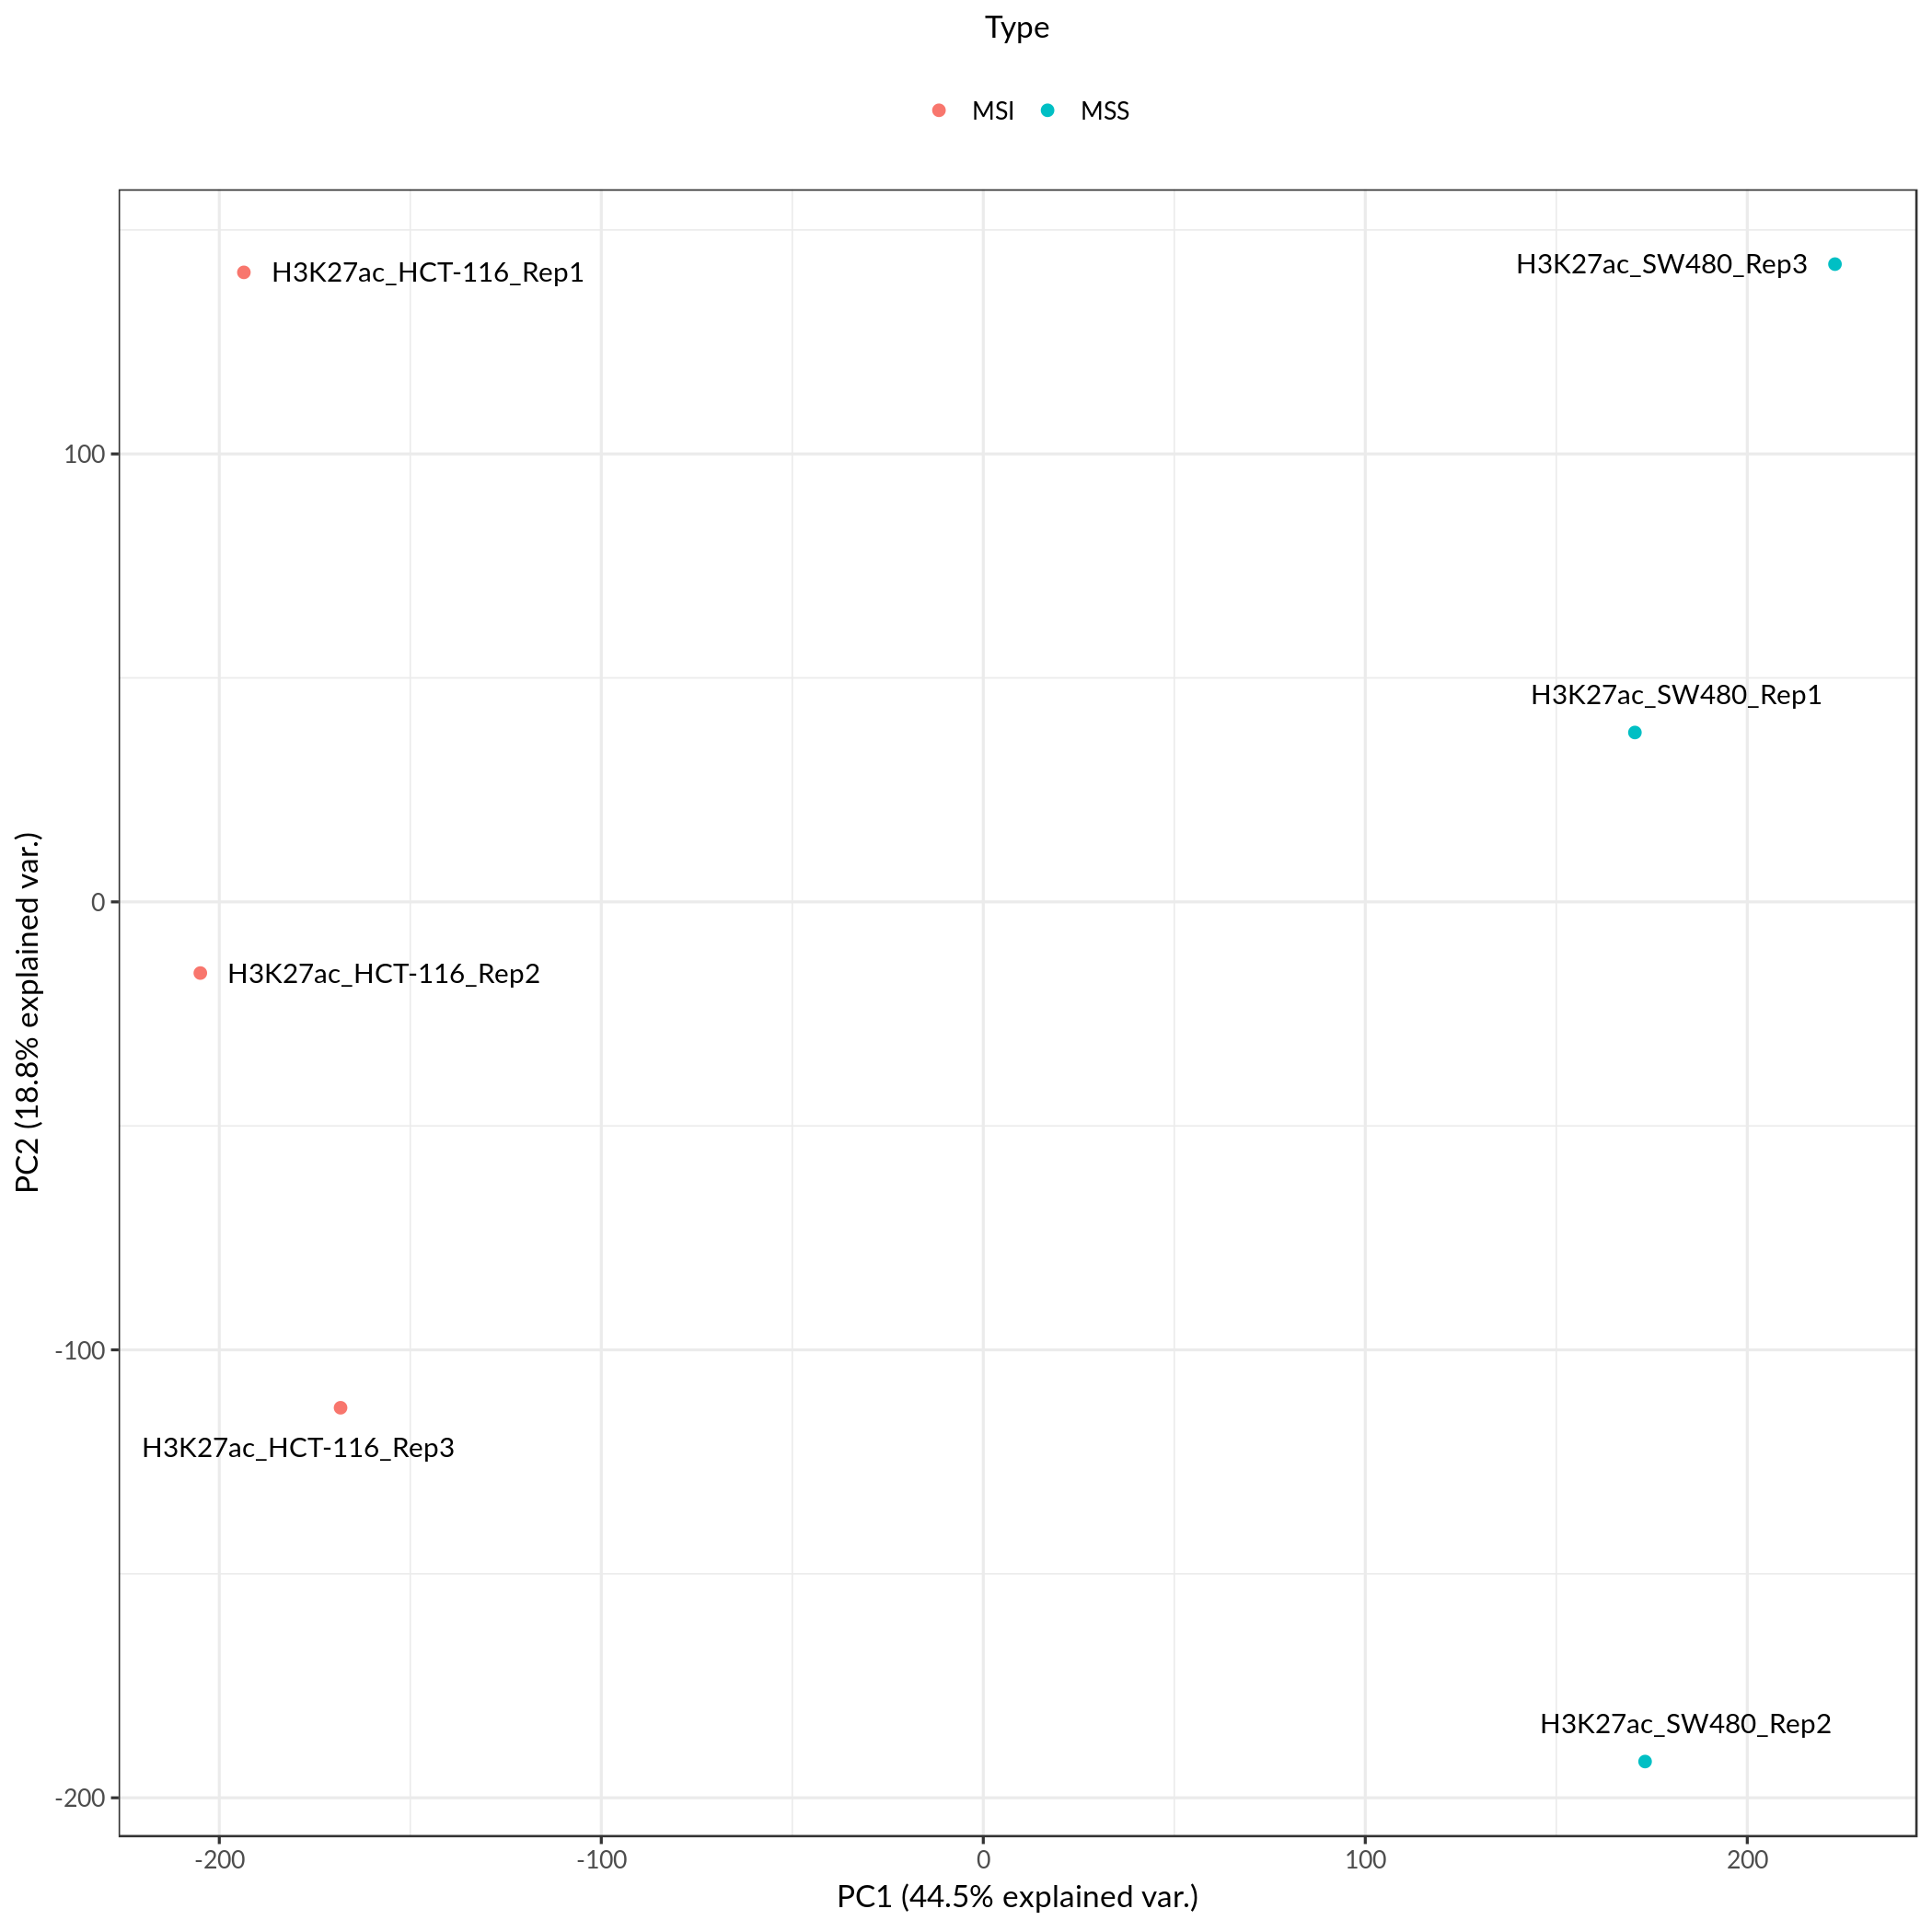 Type
MSI MSS
H3K27ac_HCT-116_Rep1
H3K27ac_SW480_Rep3
H3K27ac_SW480_Rep1
H3K27ac_HCT-116_Rep2
H3K27ac_HCT-116_Rep3
H3K27ac_SW480_Rep2
100
0
-100
-200
PC2 (18.8% explained var.)
-200 -100 0 100 200
PC1 (44.5% explained var.)